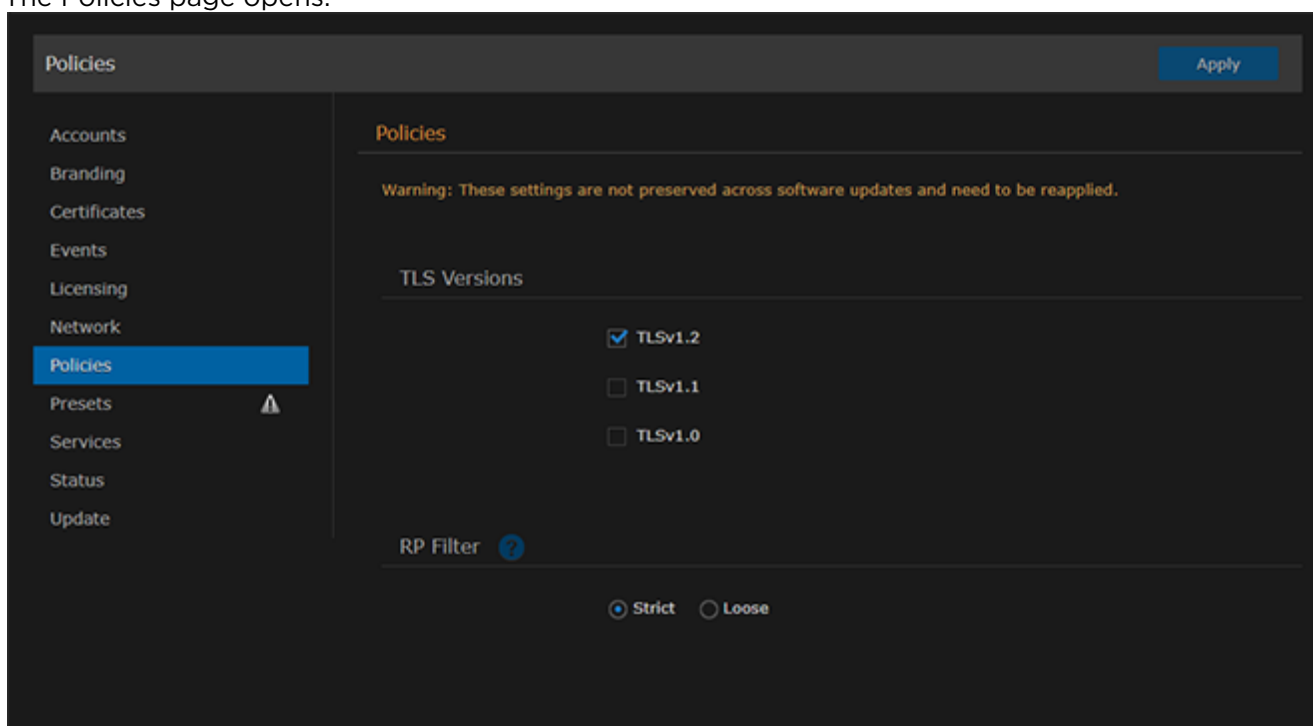 The Policies page opens.
Policies
Apply
Accounts
Branding
Certificates
Events
Licensing
Network
Policies
Presets
Services
Status
Update
Policies
Warning: These settings are not preserved across software updates and need to be reapplied.
TLS Versions
TLSv1.2
TLSv1.1
TLSv1.0
RP Filter ?
Strict Loose